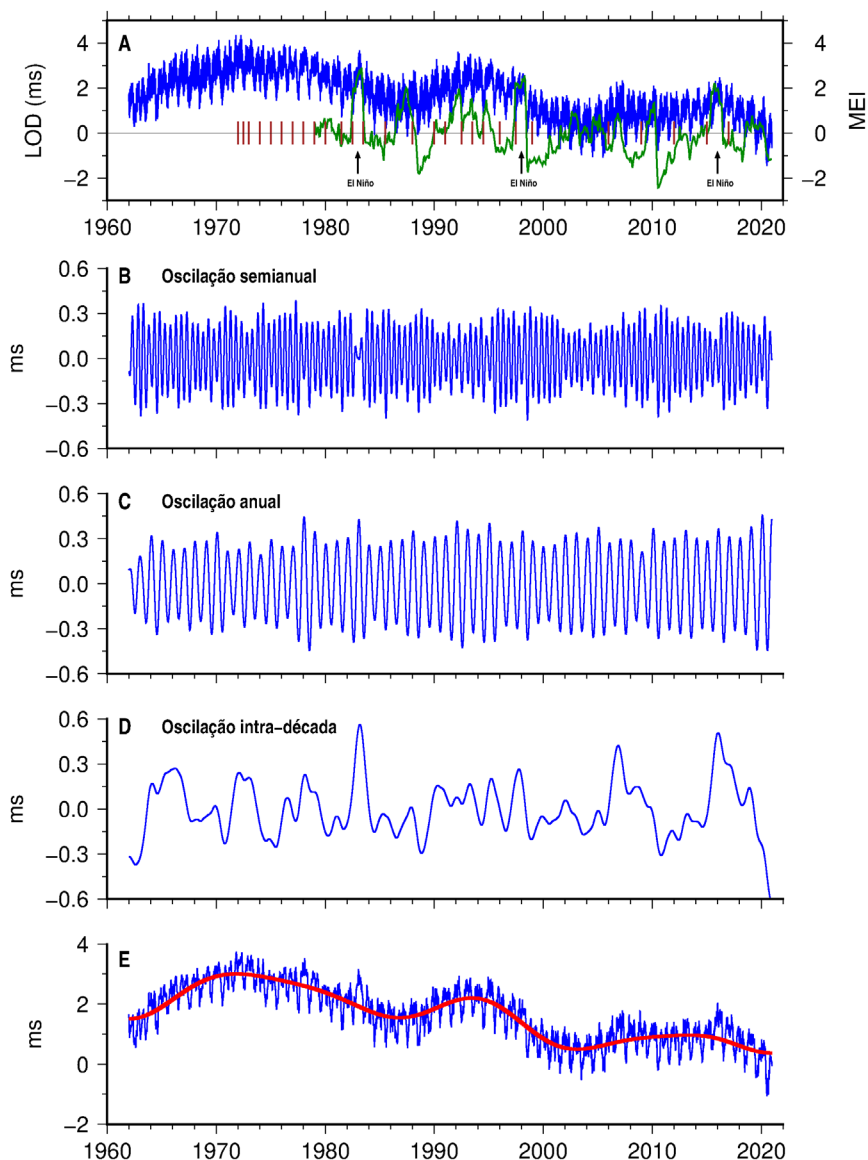 A
4
2
0
−2
LOD (ms)
4
2
0
−2
MEI
El Niño
El Niño
El Niño
1960 1970 1980 1990 2000 2010 2020
B Oscilação semianual
0.6
0.3
0.0
−0.3
−0.6
ms
C Oscilação anual
0.6
0.3
0.0
−0.3
−0.6
ms
D Oscilação intra−década
0.6
0.3
0.0
−0.3
−0.6
ms
E
4
2
0
−2
ms
1960 1970 1980 1990 2000 2010 2020